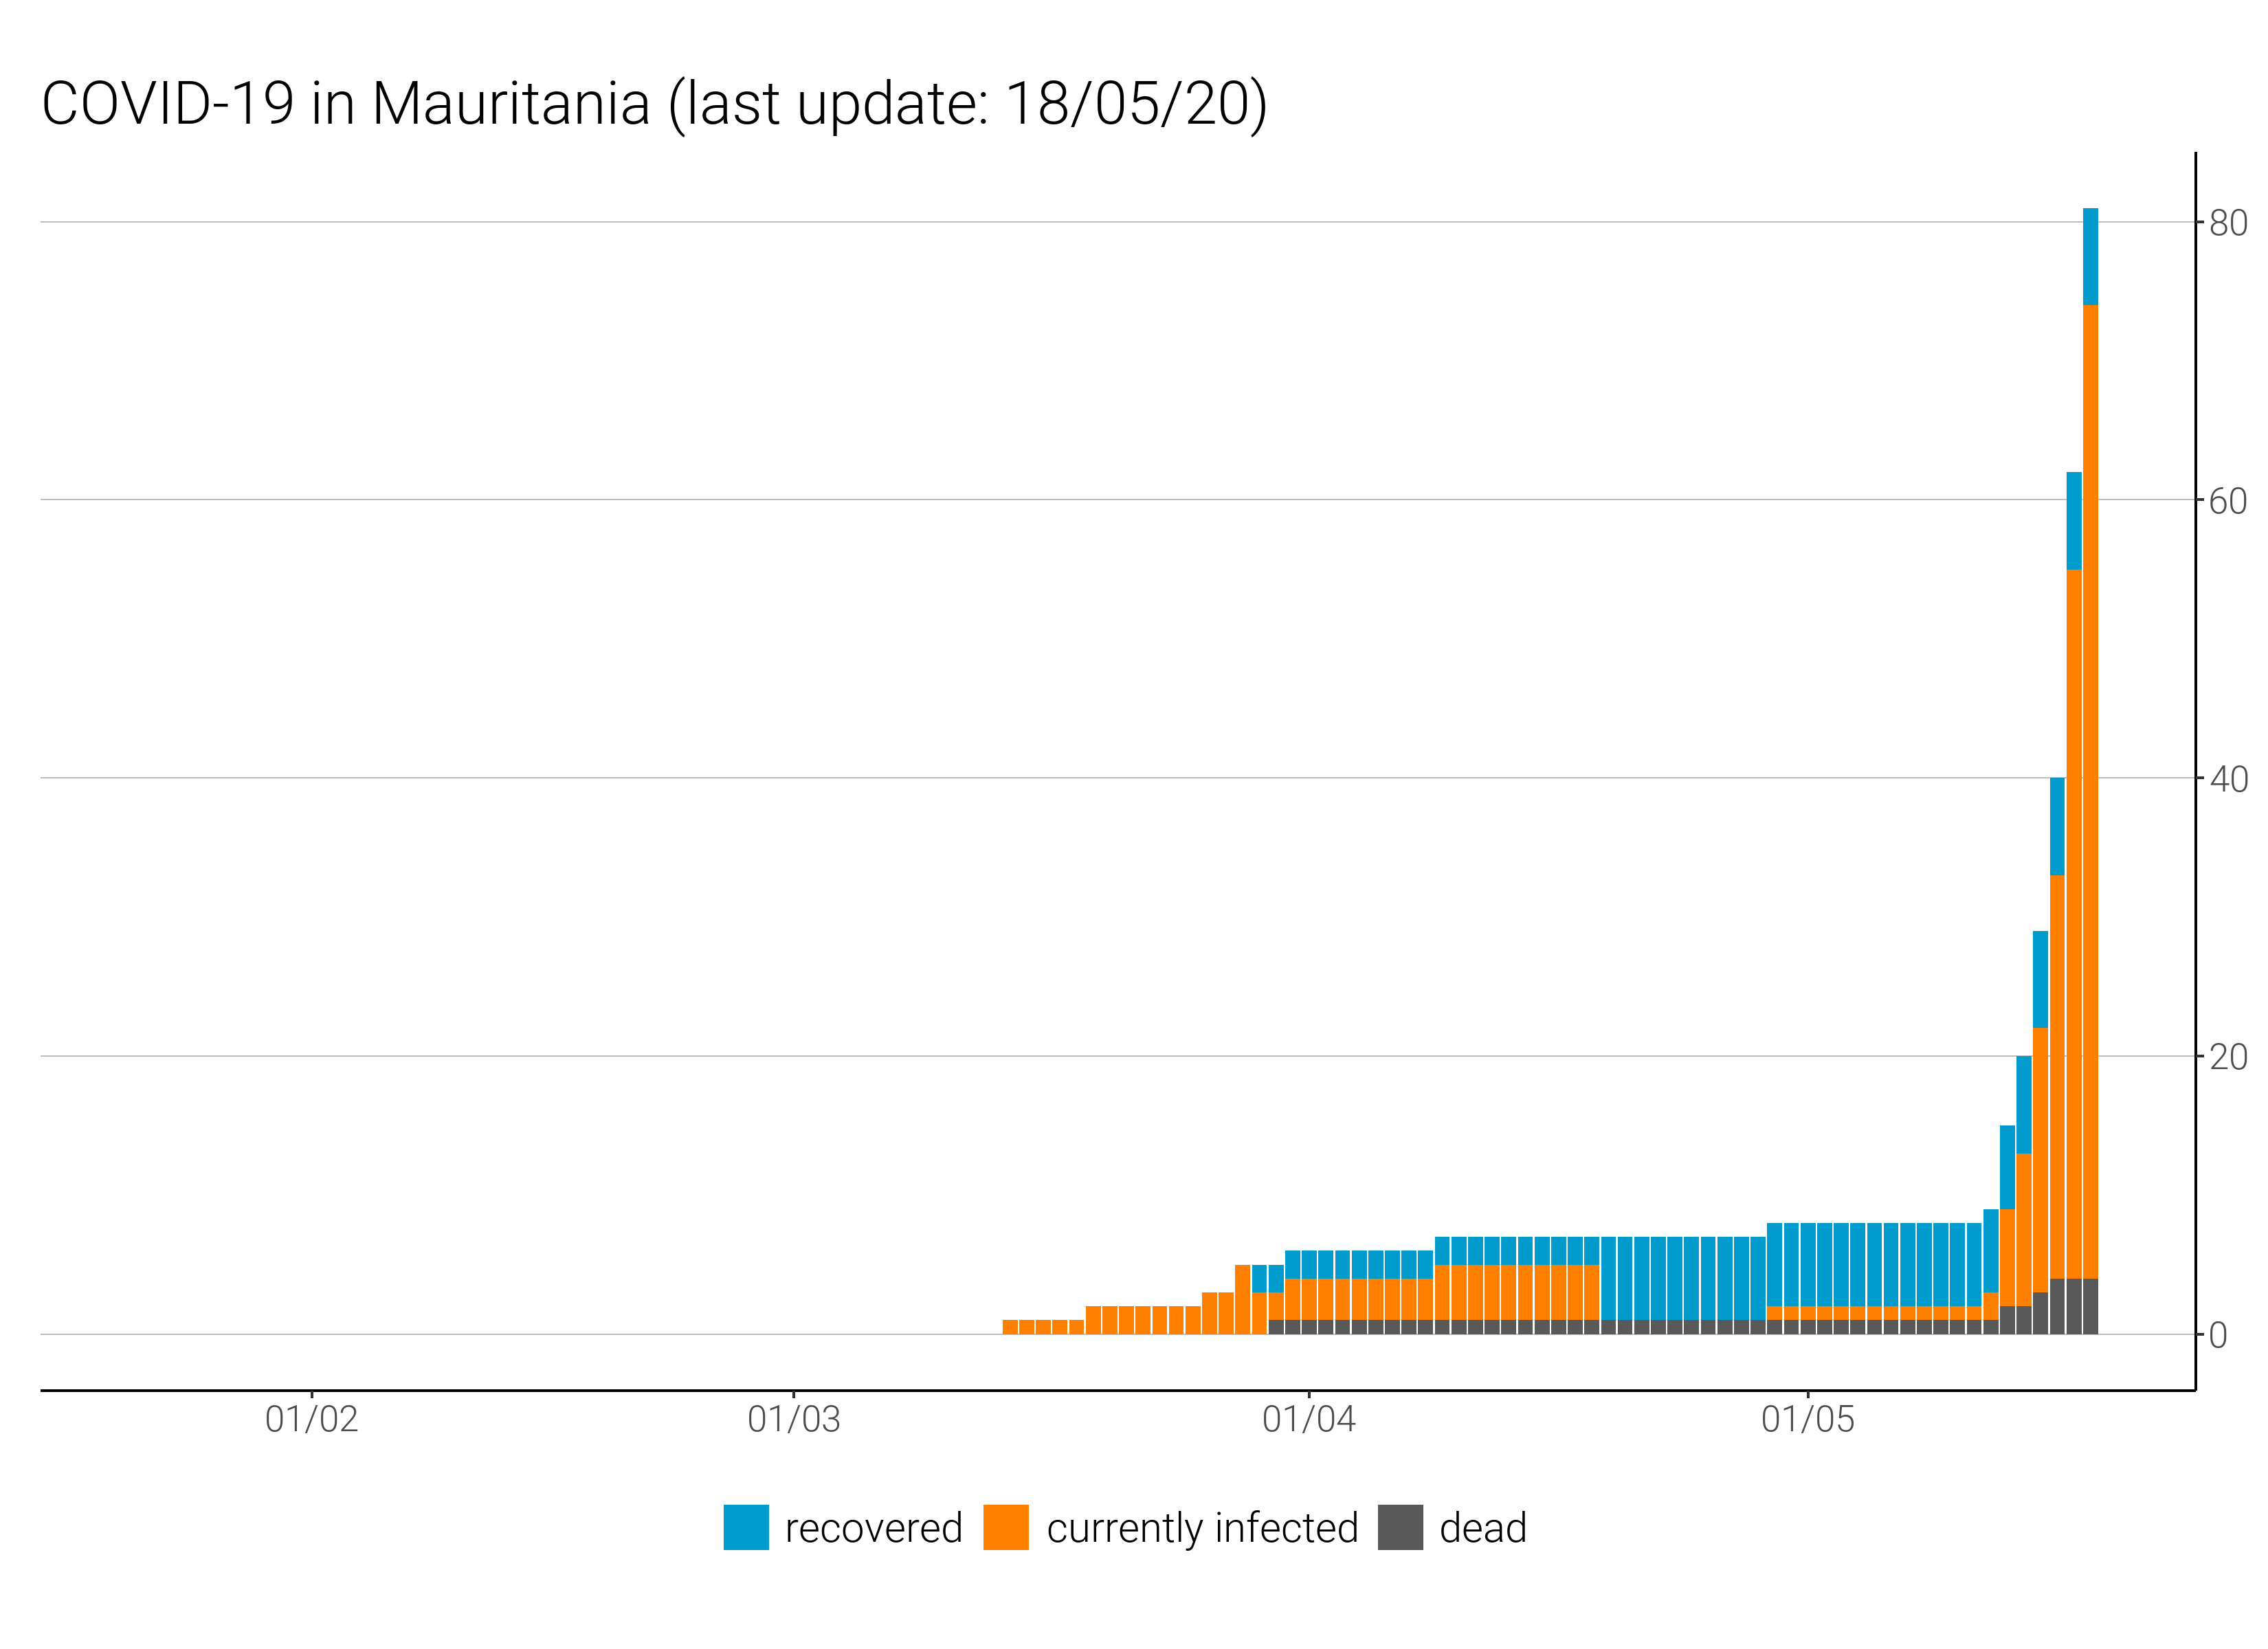 COVID-19 in Mauritania (last update: 18/05/20)
80
60
40
20
0
01/02 01/03 01/04 01/05
recovered currently infected dead